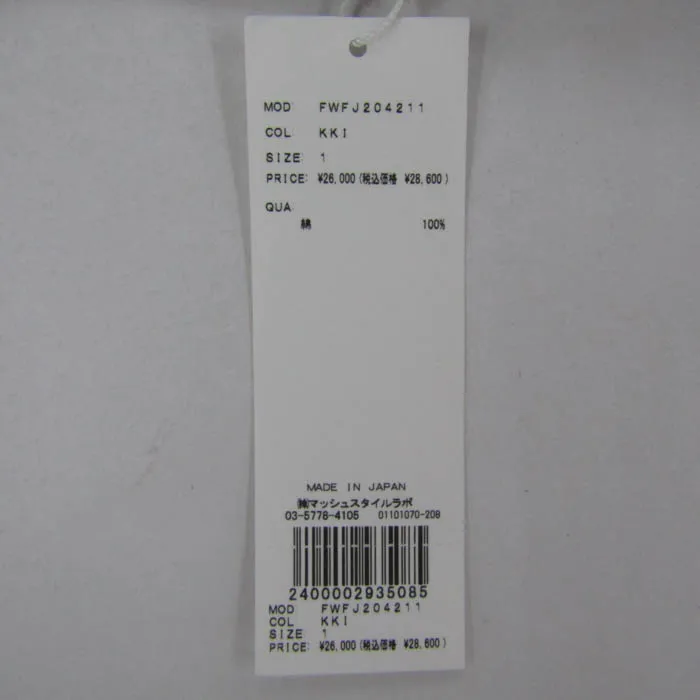 MOD FWFJ204211
COL KKI
SIZE: 1
PRICE: ¥26,000(税込価格 ¥28,600)
QUA
綿 100%
MADE IN JAPAN
㈱マッシュスタイルラボ
03-5778-4105 01101070-208
2400002935085
MOD FWFJ204211
COL KKI
SIZE 1
PRICE: ¥26,000(税込価格 ¥28,600)